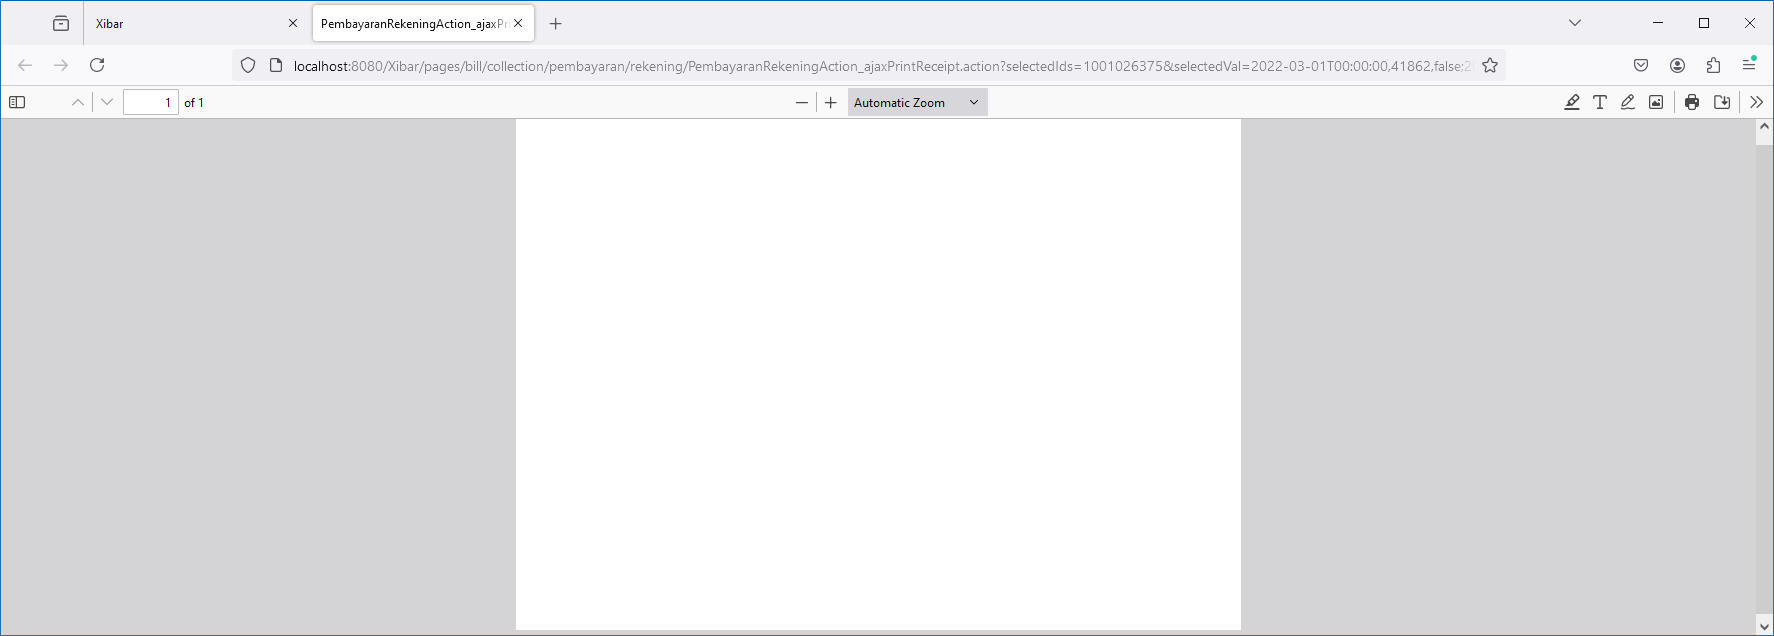 Xibar
PembayaranRekeningAction_ajaxPr
localhost:8080/Xibar/pages/bill/collection/pembayaran/rekening/PembayaranRekeningAction_ajaxPrintReceipt.action?selectedIds=1001026375&selectedVal=2022-03-01T00:00:00,41862,false;2
1 of 1
Automatic Zoom